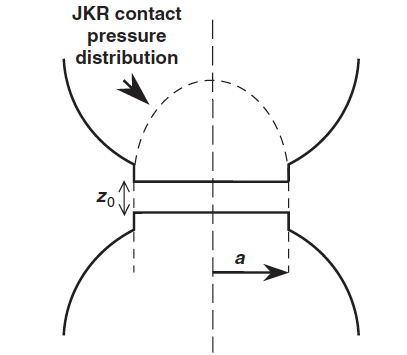 JKR contact
pressure
distribution
z₀
a